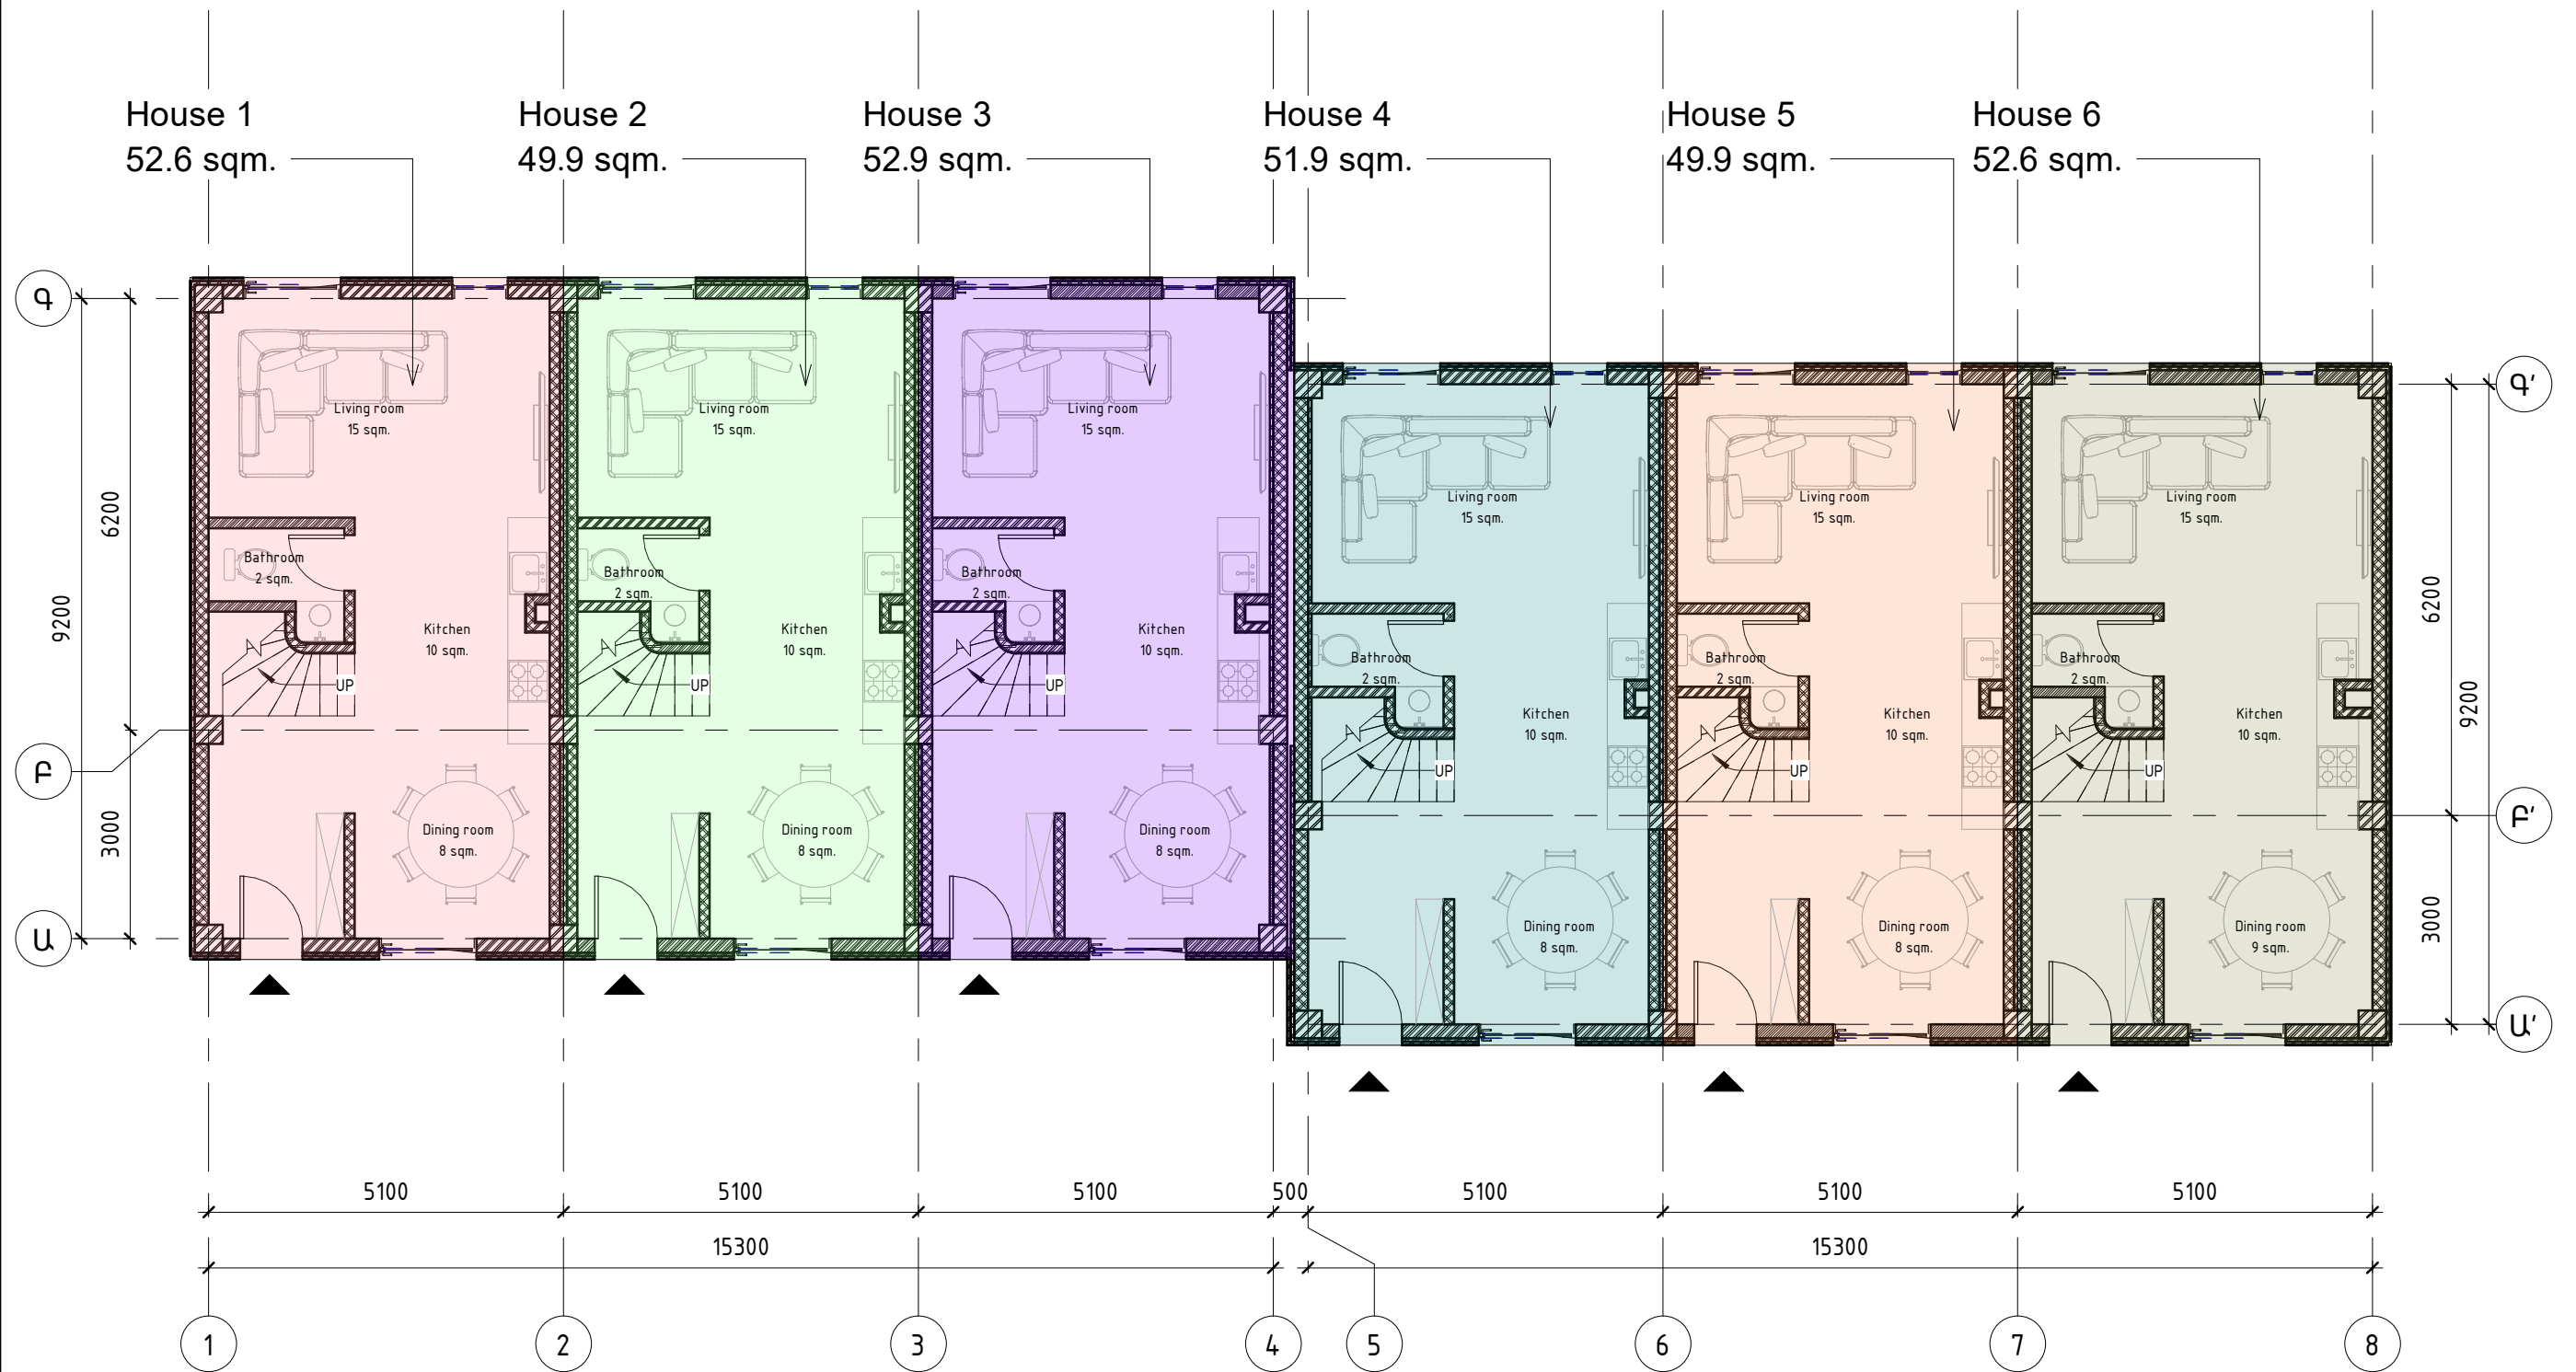 House 1
52.6 sqm.
House 2
49.9 sqm.
House 3
52.9 sqm.
House 4
51.9 sqm.
House 5
49.9 sqm.
House 6
52.6 sqm.
Գ
Բ
Ա
9200
6200
3000
Living room
15 sqm.
Bathroom
2 sqm.
Kitchen
10 sqm.
UP
Dining room
8 sqm.
Living room
15 sqm.
Bathroom
2 sqm.
Kitchen
10 sqm.
UP
Dining room
8 sqm.
Living room
15 sqm.
Bathroom
2 sqm.
Kitchen
10 sqm.
UP
Dining room
8 sqm.
Living room
15 sqm.
Bathroom
2 sqm.
Kitchen
10 sqm.
UP
Dining room
8 sqm.
Living room
15 sqm.
Bathroom
2 sqm.
Kitchen
10 sqm.
UP
Dining room
8 sqm.
Living room
15 sqm.
Bathroom
2 sqm.
Kitchen
10 sqm.
UP
Dining room
9 sqm.
6200
9200
3000
Գ'
Բ'
Ա'
5100 5100 5100 500 5100 5100 5100
15300 15300
1 2 3 4 5 6 7 8